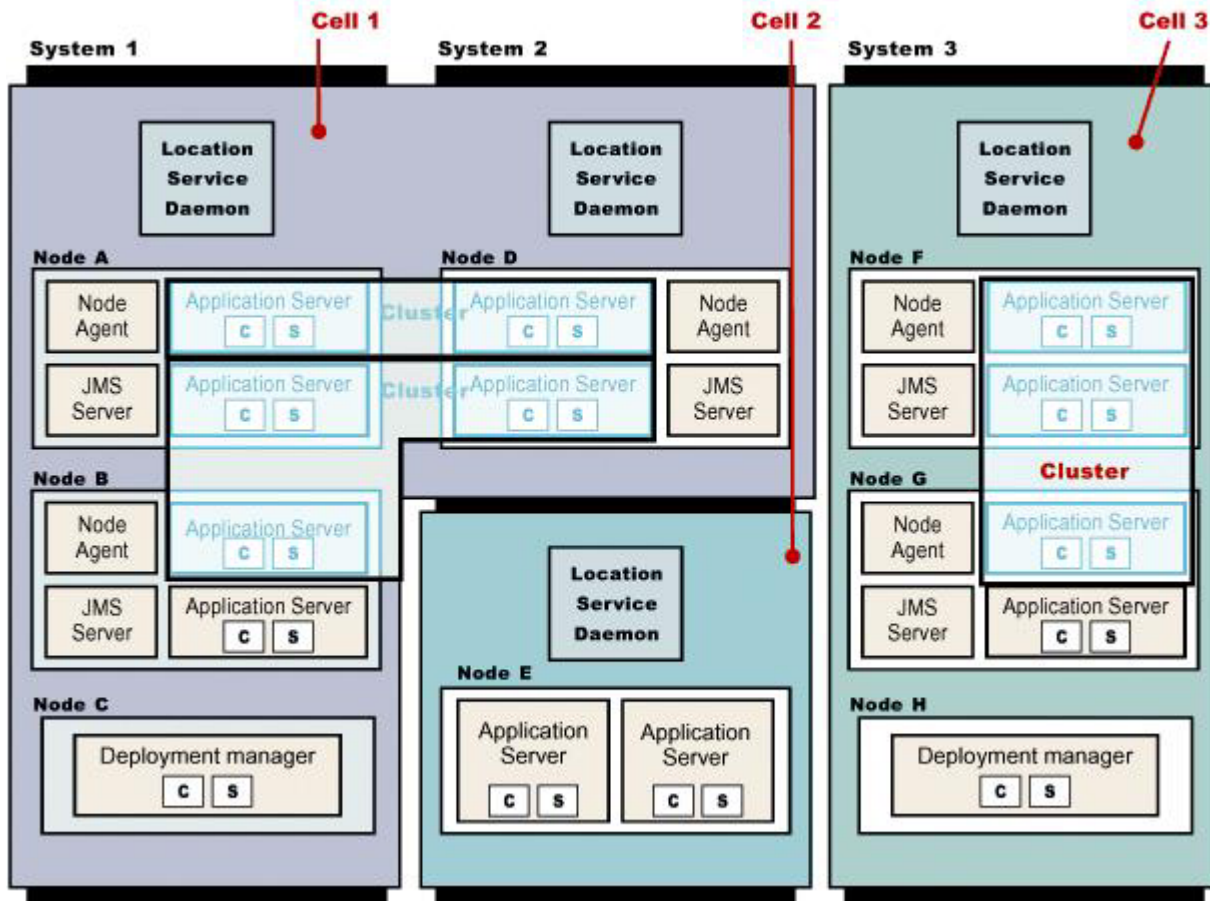 Cell 1
Cell 2
Cell 3
System 1
System 2
System 3
Location
Service
Daemon
Location
Service
Daemon
Location
Service
Daemon
Node A
Node
Agent
Application Server
C S
JMS
Server
Application Server
C S
Cluster
Cluster
Node D
Application Server
C S
Node
Agent
Application Server
C S
JMS
Server
Node B
Node
Agent
Application Server
C S
JMS
Server
Application Server
C S
Node C
Deployment manager
C S
Location
Service
Daemon
Node E
Application
Server
C S
Application
Server
C S
Node F
Node
Agent
Application Server
C S
JMS
Server
Application Server
C S
Cluster
Node G
Node
Agent
Application Server
C S
JMS
Server
Application Server
C S
Node H
Deployment manager
C S